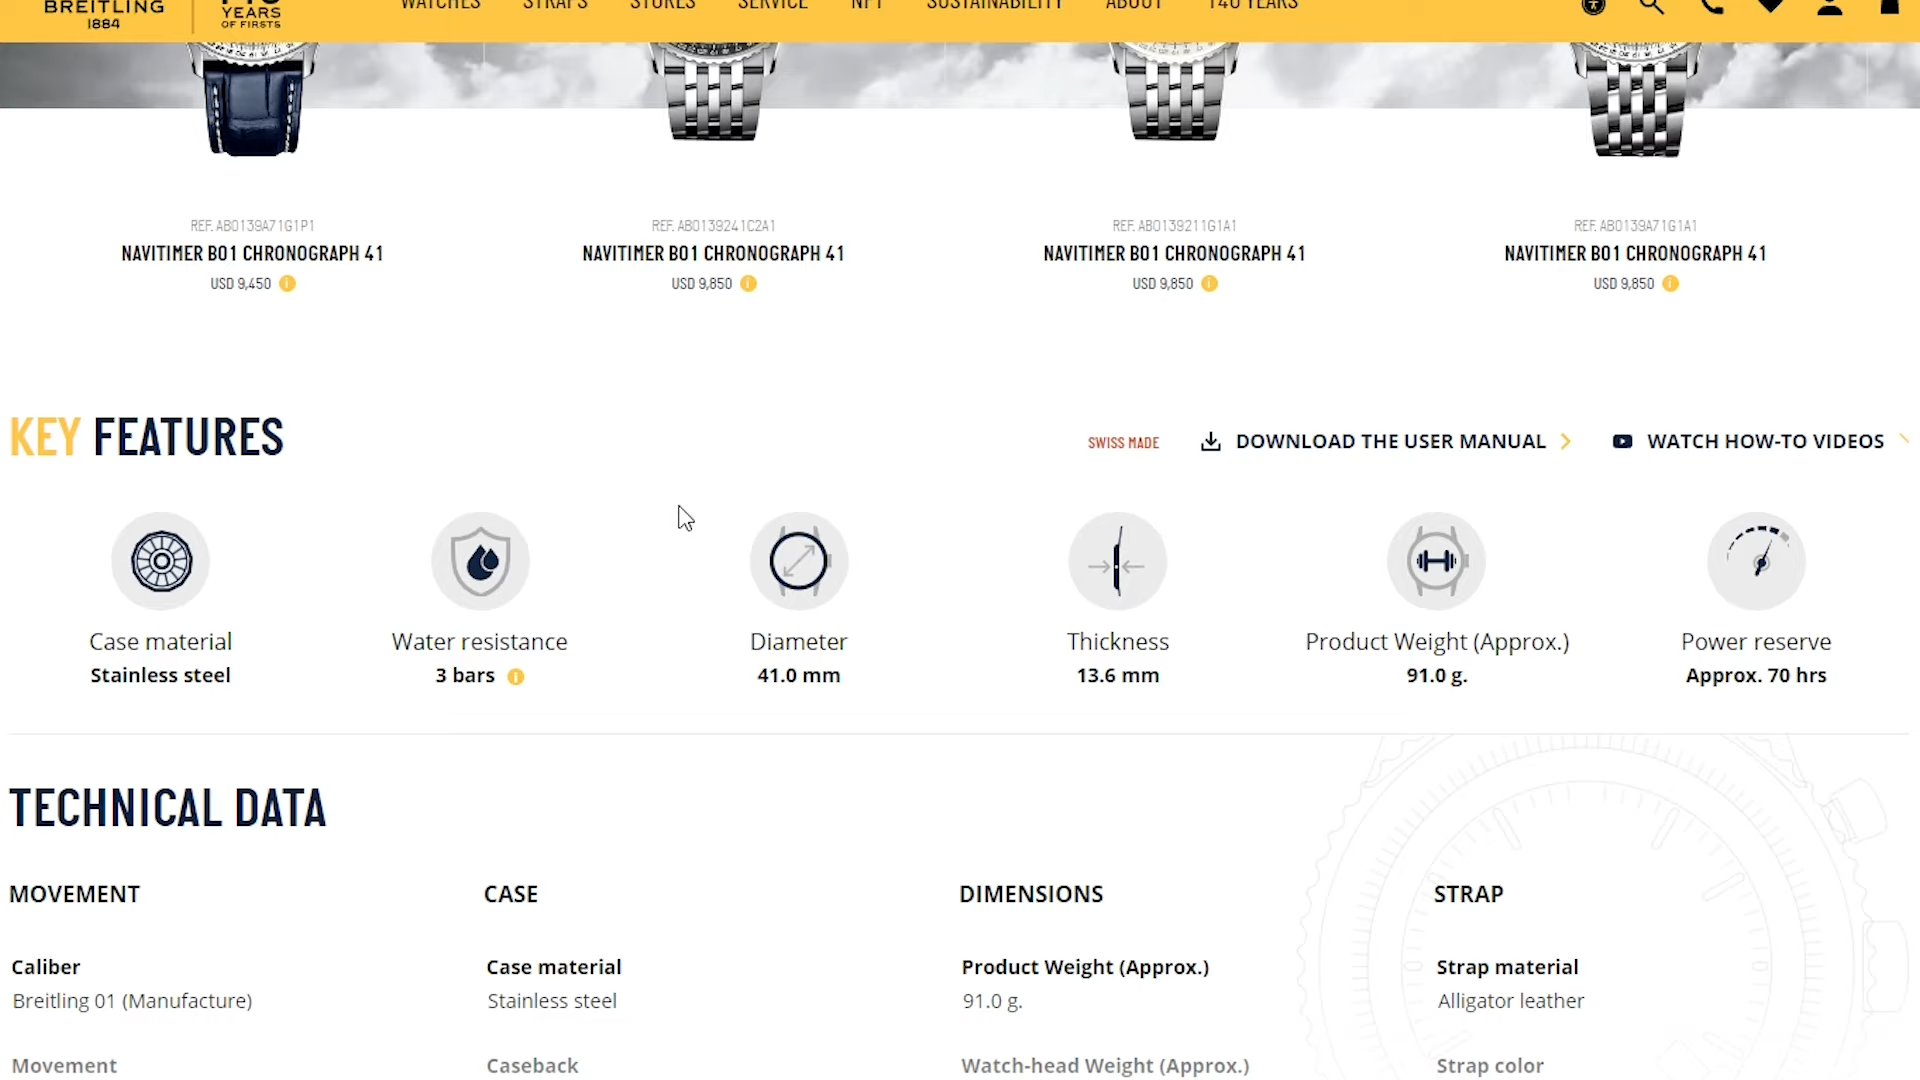 BREITLING
1884
YEARS
OF FIRSTS
WATCHES STRAPS STORES SERVICE NFT SUSTAINABILITY ABOUT 140 YEARS
REF. AB0139A71G1P1
NAVITIMER B01 CHRONOGRAPH 41
USD 9,450
REF. AB0139241C2A1
NAVITIMER B01 CHRONOGRAPH 41
USD 9,850
REF. AB0139211G1A1
NAVITIMER B01 CHRONOGRAPH 41
USD 9,850
REF. AB0139A71G1A1
NAVITIMER B01 CHRONOGRAPH 41
USD 9,850
KEY FEATURES
SWISS MADE
DOWNLOAD THE USER MANUAL
WATCH HOW-TO VIDEOS
Case material
Stainless steel
Water resistance
3 bars
Diameter
41.0 mm
Thickness
13.6 mm
Product Weight (Approx.)
91.0 g.
Power reserve
Approx. 70 hrs
TECHNICAL DATA
MOVEMENT
Caliber
Breitling 01 (Manufacture)
Movement
CASE
Case material
Stainless steel
Caseback
DIMENSIONS
Product Weight (Approx.)
91.0 g.
Watch-head Weight (Approx.)
STRAP
Strap material
Alligator leather
Strap color